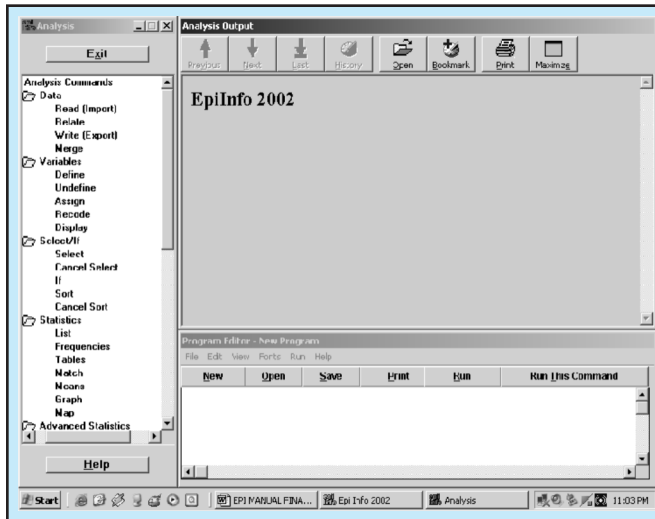 Analysis
Exit
Analysis Commands
Data
Read (Import)
Relate
Write (Export)
Merge
Variables
Define
Undefine
Assign
Recode
Display
Select/If
Select
Cancel Select
If
Sort
Cancel Sort
Statistics
List
Frequencies
Tables
Match
Means
Graph
Map
Advanced Statistics
Help
Analysis Output
Previous Next Last History Open Bookmark Print Maximize
EpiInfo 2002
Program Editor - New Program
File Edit View Fonts Run Help
New Open Save Print Run Run This Command
Start EPI MANUAL FINA... Epi Info 2002 Analysis 11:03 PM